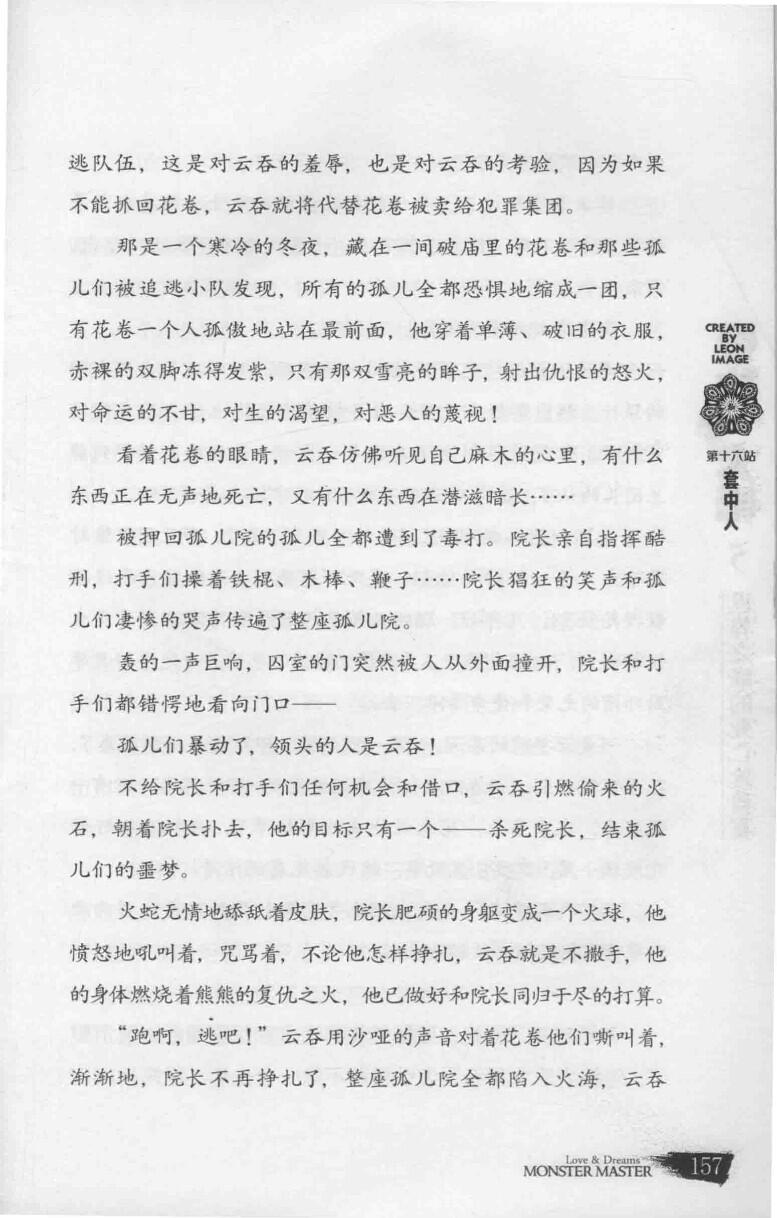 逃队伍，这是对云吞的羞辱，也是对云吞的考验，因为如果
不能抓回花卷，云吞就将代替花卷被卖给犯罪集团。
那是一个寒冷的冬夜，藏在一间破庙里的花卷和那些孤
儿们被追逃小队发现，所有的孤儿全都恐惧地缩成一团，只
有花卷一个人孤傲地站在最前面，他穿着单薄、破旧的衣服，
赤裸的双脚冻得发紫，只有那双雪亮的眸子，射出仇恨的怒火，
对命运的不甘，对生的渴望，对恶人的蔑视！
看着花卷的眼睛，云吞仿佛听见自己麻木的心里，有什么
东西正在无声地死亡，又有什么东西在潜滋暗长……
被押回孤儿院的孤儿全都遭到了毒打。院长亲自指挥酷
刑，打手们操着铁棍、木棒、鞭子……院长猖狂的笑声和孤
儿们凄惨的哭声传遍了整座孤儿院。
轰的一声巨响，囚室的门突然被人从外面撞开，院长和打
手们都错愕地看向门口——
孤儿们暴动了，领头的人是云吞！
不给院长和打手们任何机会和借口，云吞引燃偷来的火
石，朝着院长扑去，他的目标只有一个——杀死院长，结束孤
儿们的噩梦。
火蛇无情地舔舐着皮肤，院长肥硕的身躯变成一个火球，他
愤怒地吼叫着，咒骂着，不论他怎样挣扎，云吞就是不撒手，他
的身体燃烧着熊熊的复仇之火，他已做好和院长同归于尽的打算。
“跑啊，逃吧！”云吞用沙哑的声音对着花卷他们嘶叫着，
渐渐地，院长不再挣扎了，整座孤儿院全都陷入火海，云吞
CREATED
BY
LEON
IMAGE
第十六站
套中人
Love & Dreams
MONSTER MASTER
157